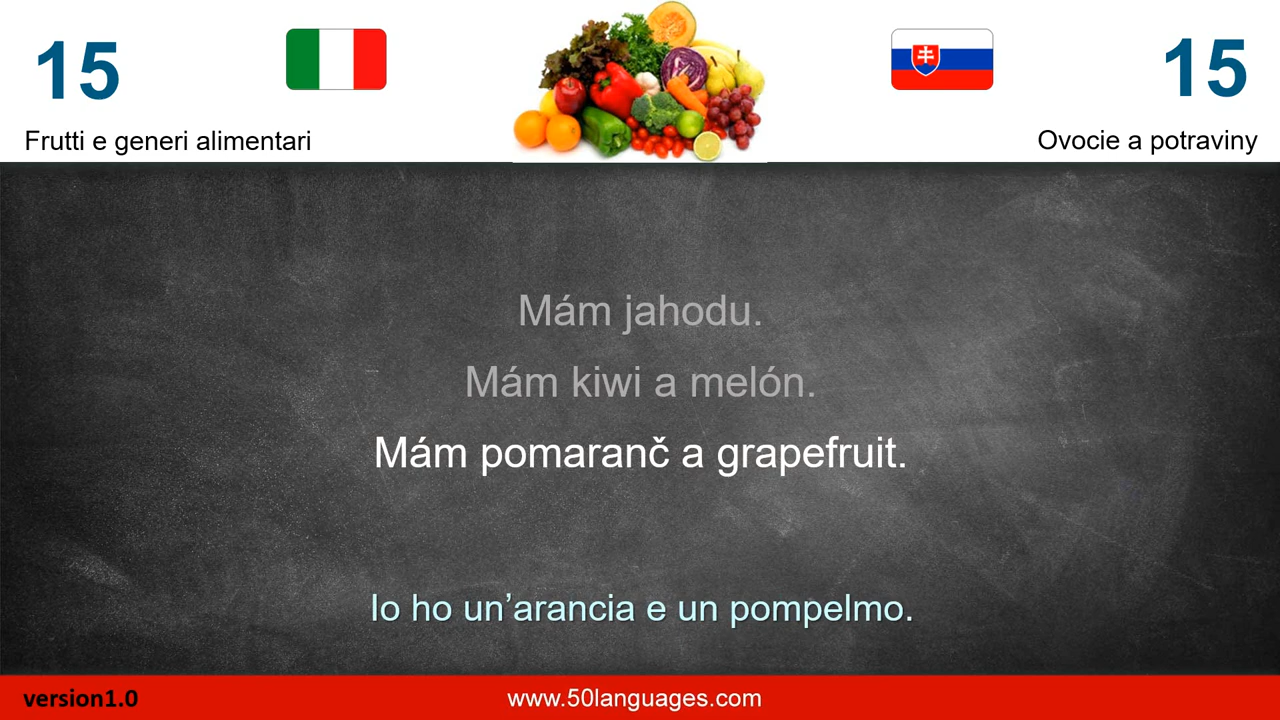 15
15
Frutti e generi alimentari
Ovocie a potraviny
Mám jahodu.
Mám kiwi a melón.
Mám pomaranč a grapefruit.
Io ho un’arancia e un pompelmo.
version1.0
www.50languages.com